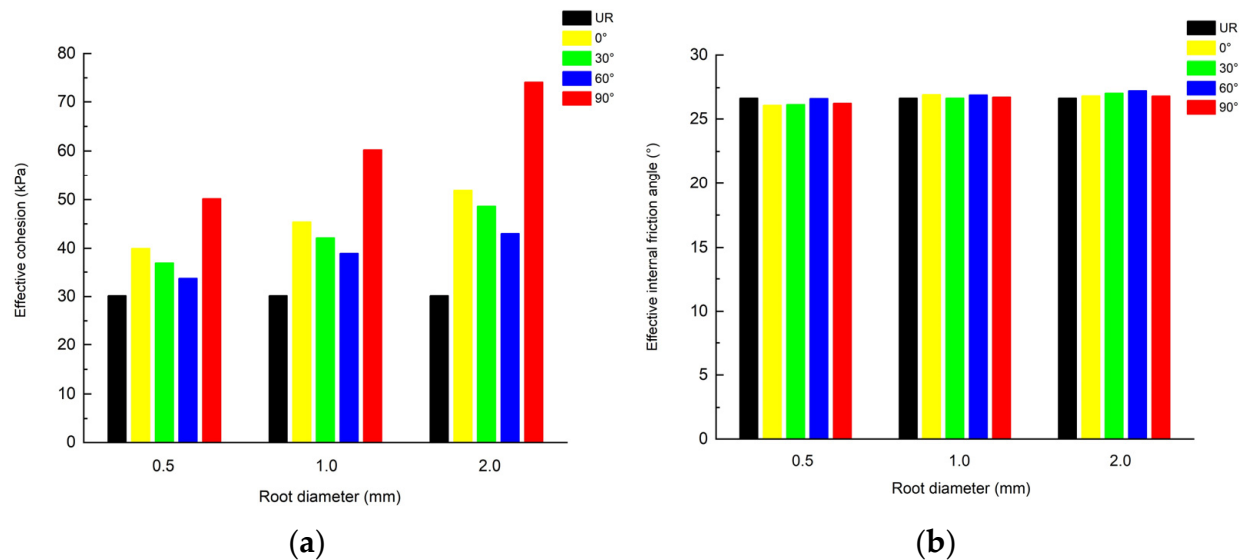 UR
0°
30°
60°
90°
80
70
60
50
40
30
20
10
0
Effective cohesion (kPa)
0.5 1.0 2.0
Root diameter (mm)
(a)
UR
0°
30°
60°
90°
30
25
20
15
10
5
0
Effective internal friction angle (°)
0.5 1.0 2.0
Root diameter (mm)
(b)